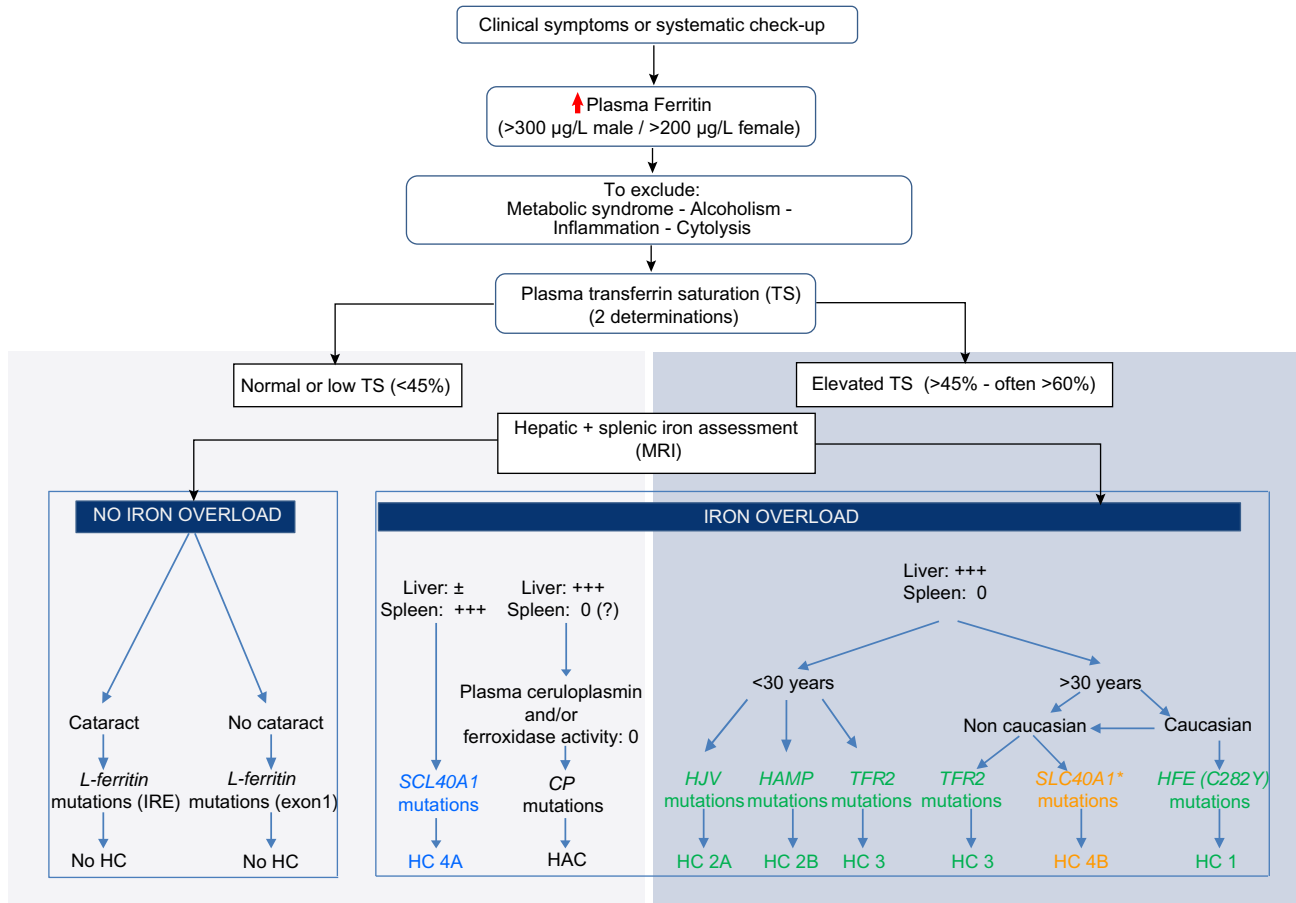 Clinical symptoms or systematic check-up
Plasma Ferritin
(>300 µg/L male / >200 µg/L female)
To exclude:
Metabolic syndrome - Alcoholism -
Inflammation - Cytolysis
Plasma transferrin saturation (TS)
(2 determinations)
Normal or low TS (<45%)
Elevated TS (>45% - often >60%)
Hepatic + splenic iron assessment
(MRI)
NO IRON OVERLOAD
IRON OVERLOAD
Cataract
No cataract
L-ferritin
mutations (IRE)
L-ferritin
mutations (exon1)
No HC
No HC
Liver: ±
Spleen: +++
SCL40A1
mutations
HC 4A
Liver: +++
Spleen: 0 (?)
Plasma ceruloplasmin
and/or
ferroxidase activity: 0
CP
mutations
HAC
Liver: +++
Spleen: 0
<30 years
>30 years
Non caucasian
Caucasian
HJV
mutations
HAMP
mutations
TFR2
mutations
TFR2
mutations
SLC40A1*
mutations
HFE (C282Y)
mutations
HC 2A
HC 2B
HC 3
HC 3
HC 4B
HC 1